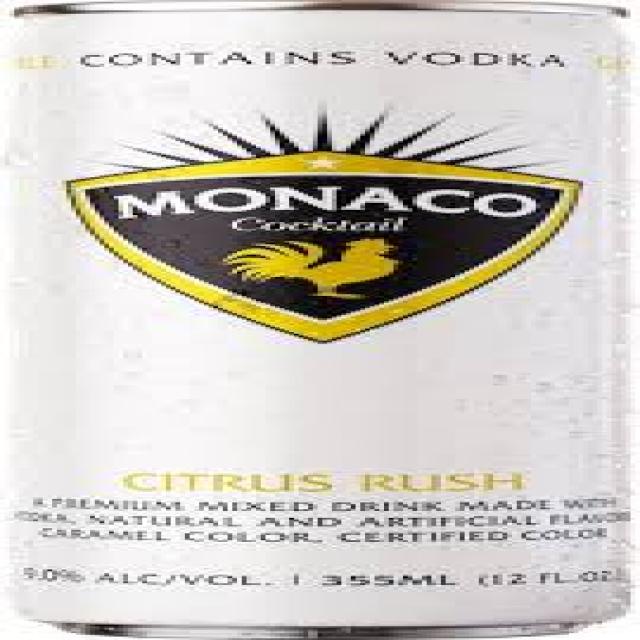 CONTAINS VODKA
MONACO
Cocktail
CITRUS RUSH
A PREMIUM MIXED DRINK MADE WITH
VODKA, NATURAL AND ARTIFICIAL FLAVORS
CARAMEL COLOR, CERTIFIED COLOR
9.0% ALC/VOL. | 355ML (12 FL.OZ)